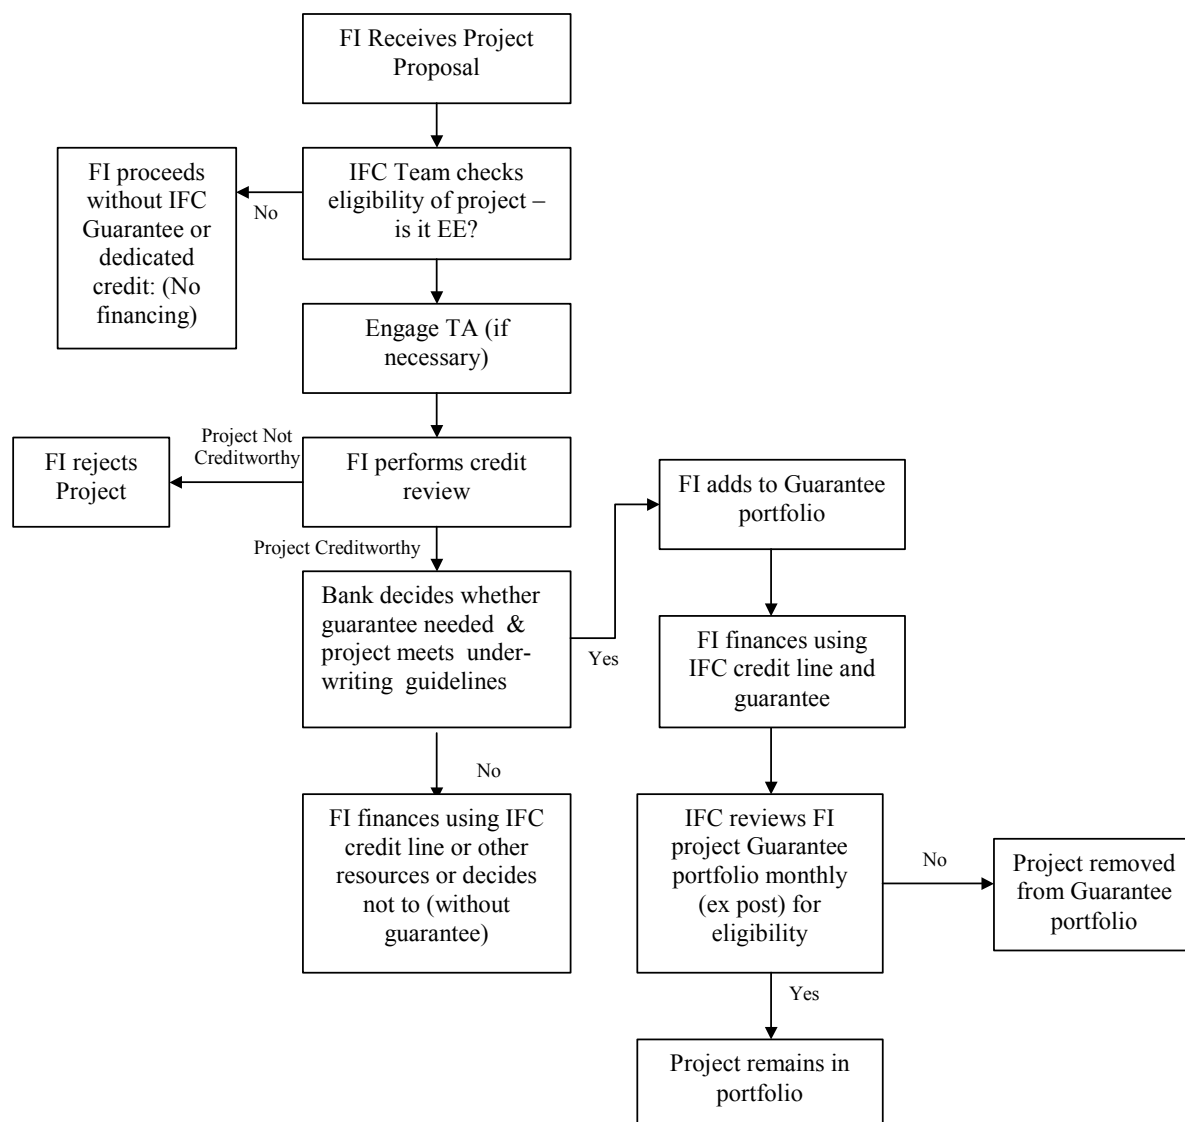 FI Receives Project
Proposal
FI proceeds
without IFC
Guarantee or
dedicated
credit: (No
financing)
No
IFC Team checks
eligibility of project –
is it EE?
Engage TA (if
necessary)
Project Not
Creditworthy
FI rejects
Project
FI performs credit
review
Project Creditworthy
Bank decides whether
guarantee needed &
project meets under-
writing guidelines
Yes
FI adds to Guarantee
portfolio
FI finances using
IFC credit line and
guarantee
No
FI finances using IFC
credit line or other
resources or decides
not to (without
guarantee)
IFC reviews FI
project Guarantee
portfolio monthly
(ex post) for
eligibility
No
Project removed
from Guarantee
portfolio
Yes
Project remains in
portfolio